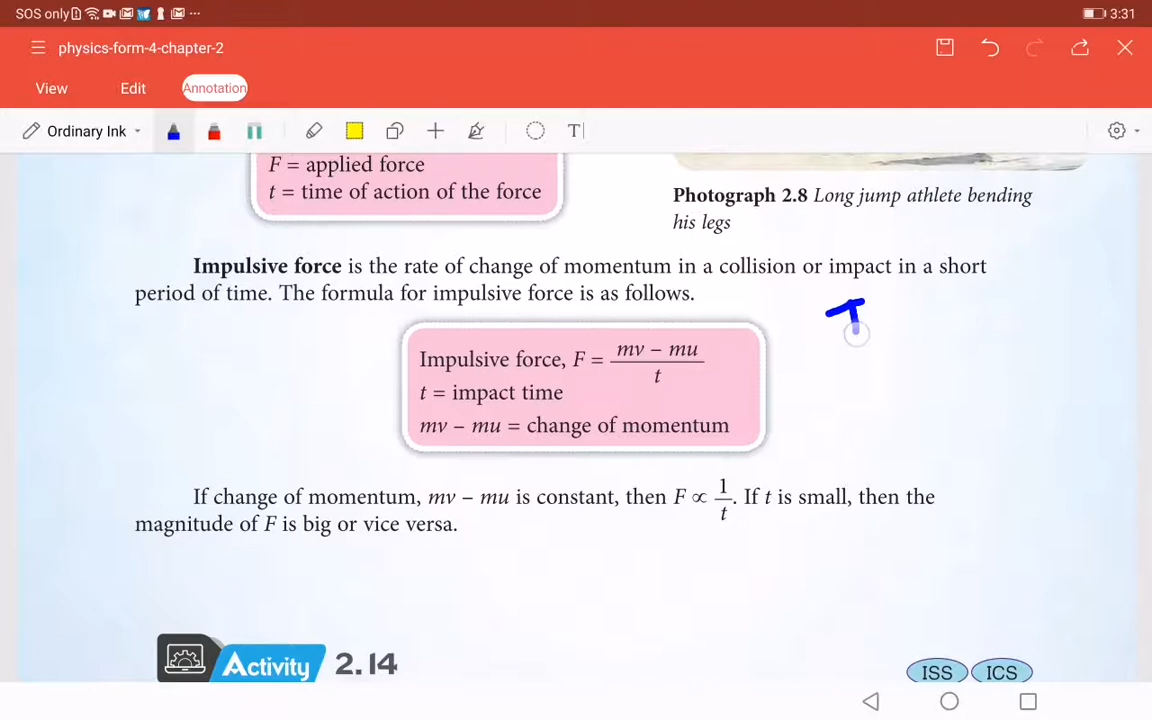 SOS only 3:31
physics-form-4-chapter-2
View Edit Annotation
Ordinary Ink T
F = applied force
t = time of action of the force
Photograph 2.8 Long jump athlete bending
his legs
Impulsive force is the rate of change of momentum in a collision or impact in a short
period of time. The formula for impulsive force is as follows.
Impulsive force, F = mv – mu / t
t = impact time
mv – mu = change of momentum
If change of momentum, mv – mu is constant, then F ∝ 1/t. If t is small, then the
magnitude of F is big or vice versa.
Activity 2.14
ISS ICS